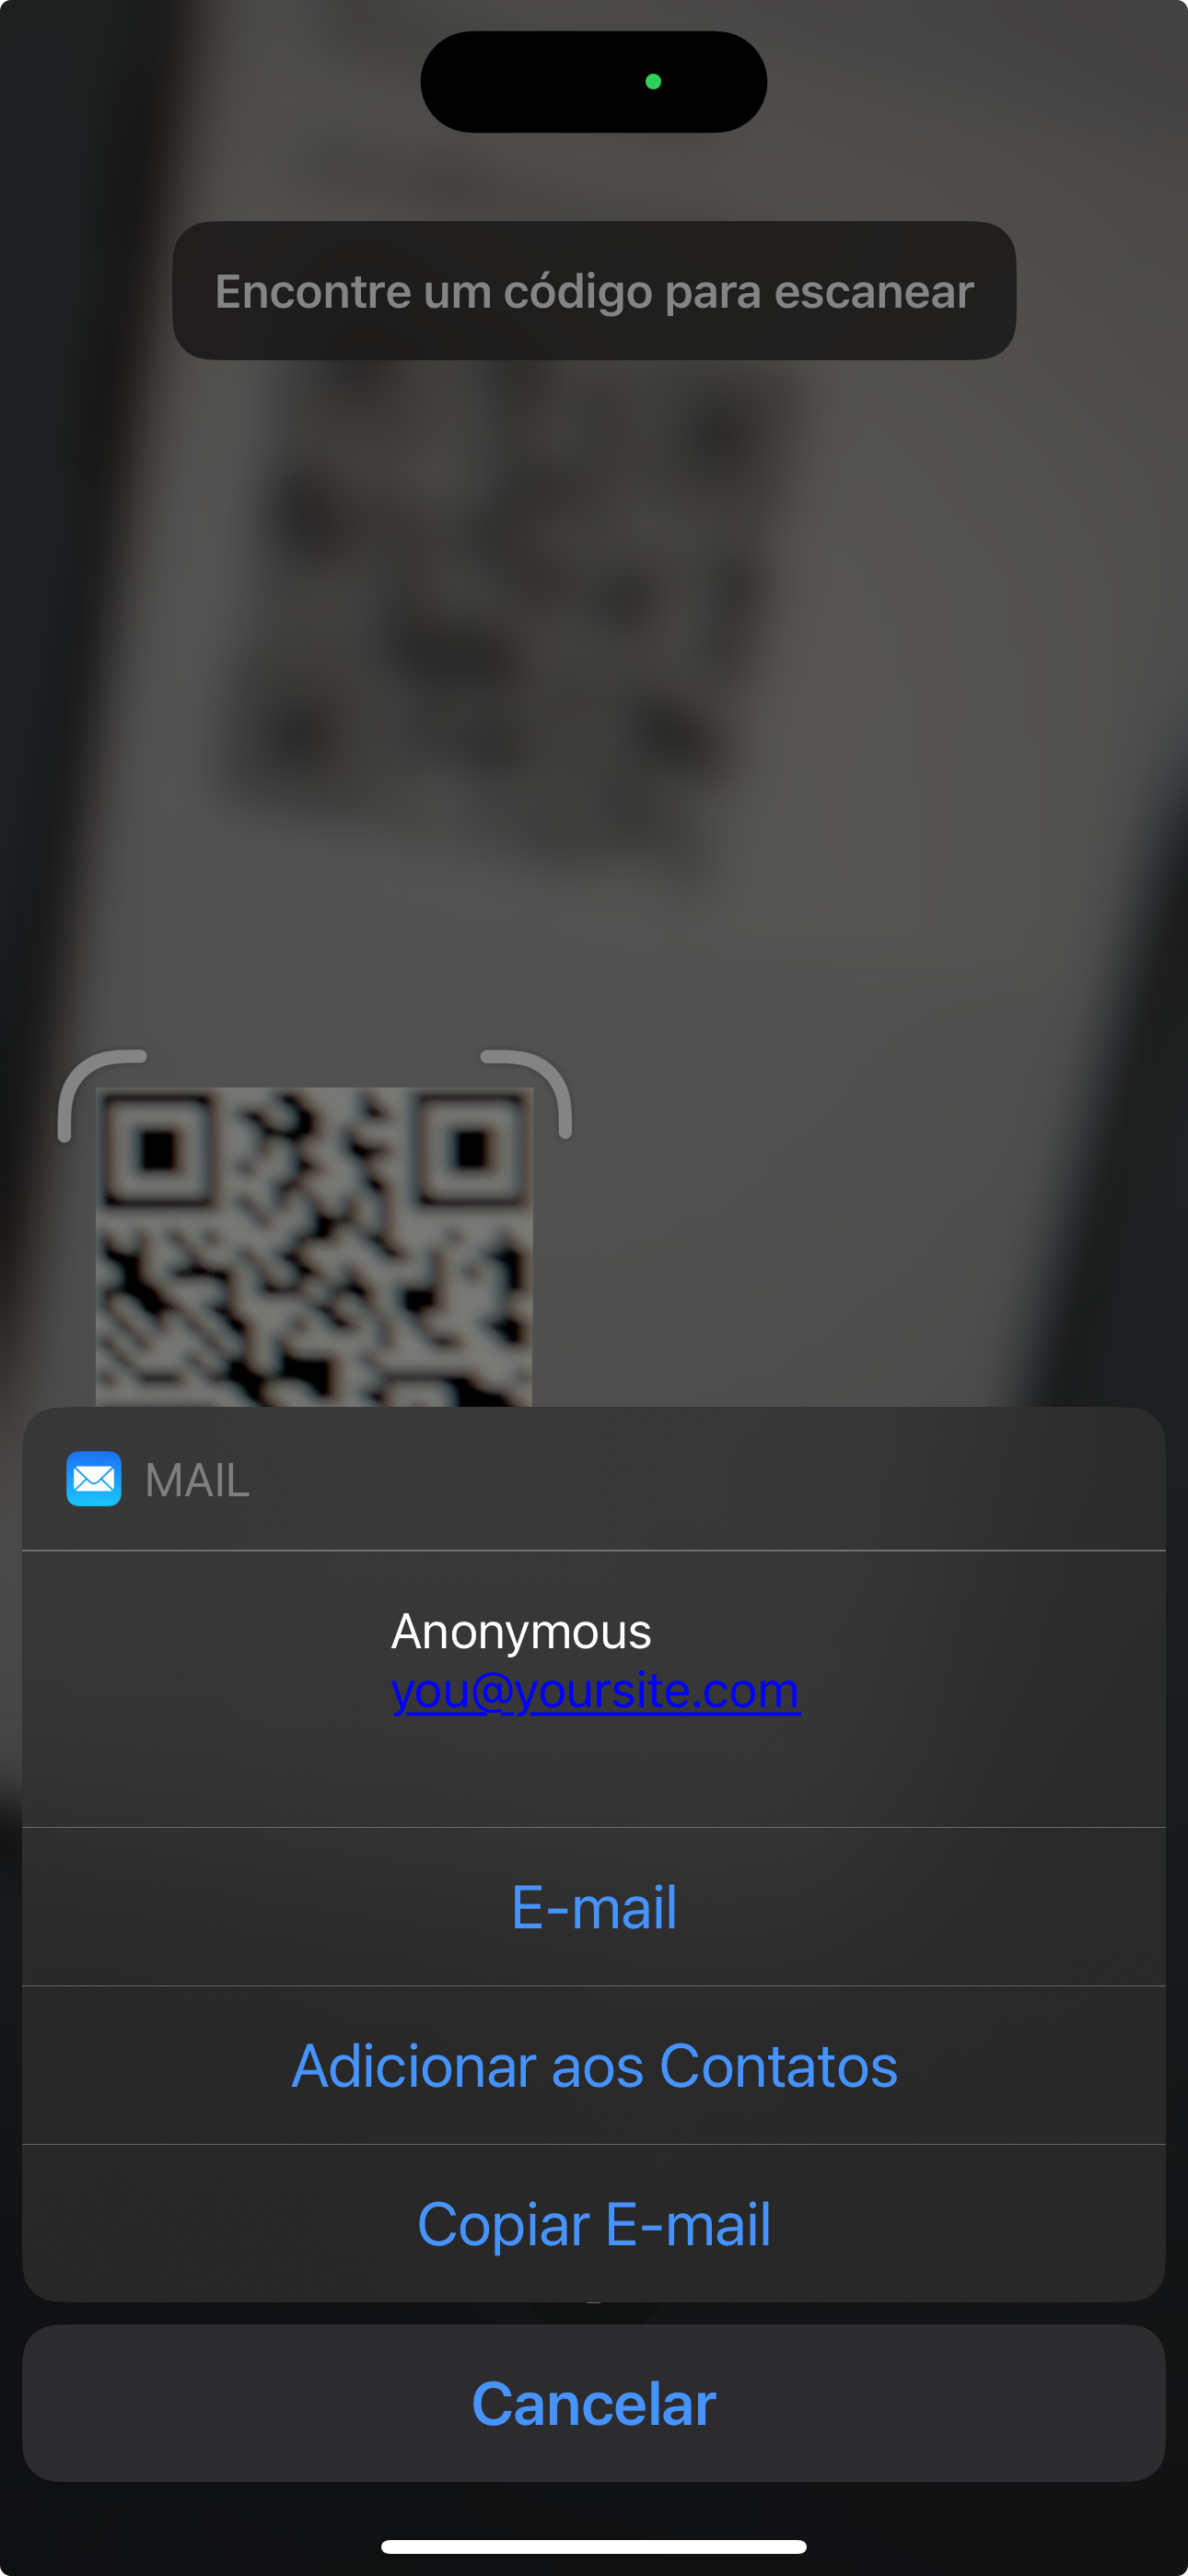 Encontre um código para escanear
MAIL
Anonymous
you@yoursite.com
E-mail
Adicionar aos Contatos
Copiar E-mail
Cancelar